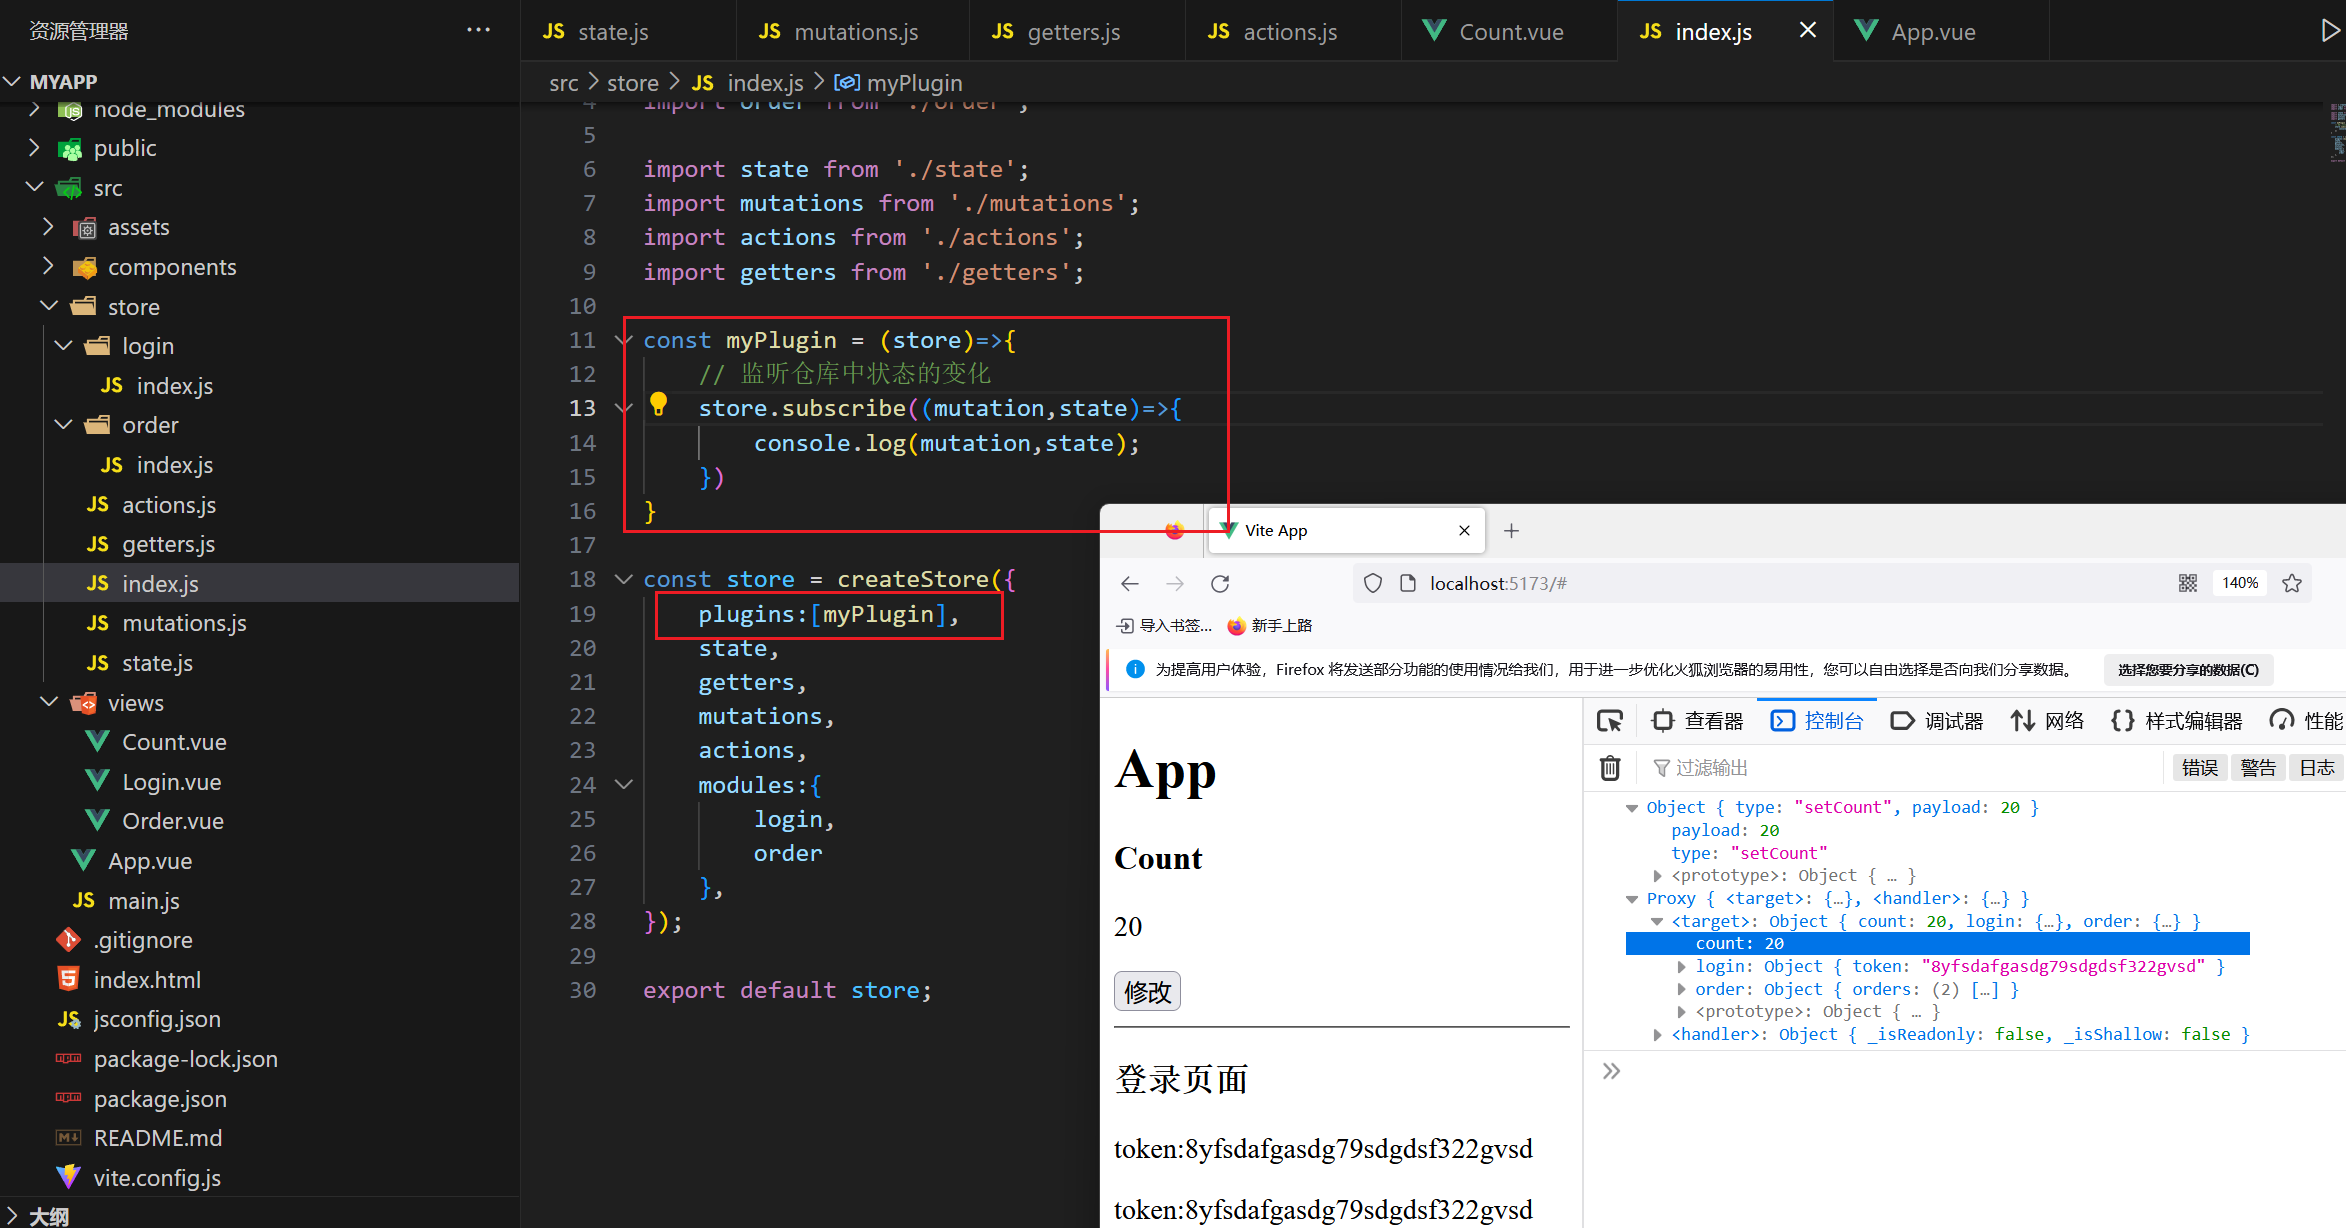 资源管理器
MYAPP
node_modules
public
src
assets
components
store
login
index.js
order
index.js
actions.js
getters.js
index.js
mutations.js
state.js
views
Count.vue
Login.vue
Order.vue
App.vue
main.js
.gitignore
index.html
jsconfig.json
package-lock.json
package.json
README.md
vite.config.js
大纲
JS state.js
JS mutations.js
JS getters.js
JS actions.js
Count.vue
JS index.js
App.vue
src > store > JS index.js > myPlugin
4 import order from './order';
5
6 import state from './state';
7 import mutations from './mutations';
8 import actions from './actions';
9 import getters from './getters';
10
11 const myPlugin = (store)=>{
12 // 监听仓库中状态的变化
13 store.subscribe((mutation,state)=>{
14 console.log(mutation,state);
15 })
16 }
17
18 const store = createStore({
19 plugins:[myPlugin],
20 state,
21 getters,
22 mutations,
23 actions,
24 modules:{
25 login,
26 order
27 },
28 });
29
30 export default store;
Vite App
localhost:5173/#
140%
导入书签...
新手上路
为提高用户体验，Firefox 将发送部分功能的使用情况给我们，用于进一步优化火狐浏览器的易用性，您可以自由选择是否向我们分享数据。
选择您要分享的数据(C)
App
Count
20
修改
登录页面
token:8yfsdafgasdg79sdgdsf322gvsd
token:8yfsdafgasdg79sdgdsf322gvsd
查看器
控制台
调试器
网络
样式编辑器
性能
过滤输出
错误
警告
日志
Object { type: "setCount", payload: 20 }
payload: 20
type: "setCount"
<prototype>: Object { … }
Proxy { <target>: {…}, <handler>: {…} }
<target>: Object { count: 20, login: {…}, order: {…} }
count: 20
login: Object { token: "8yfsdafgasdg79sdgdsf322gvsd" }
order: Object { orders: (2) […] }
<prototype>: Object { … }
<handler>: Object { _isReadonly: false, _isShallow: false }